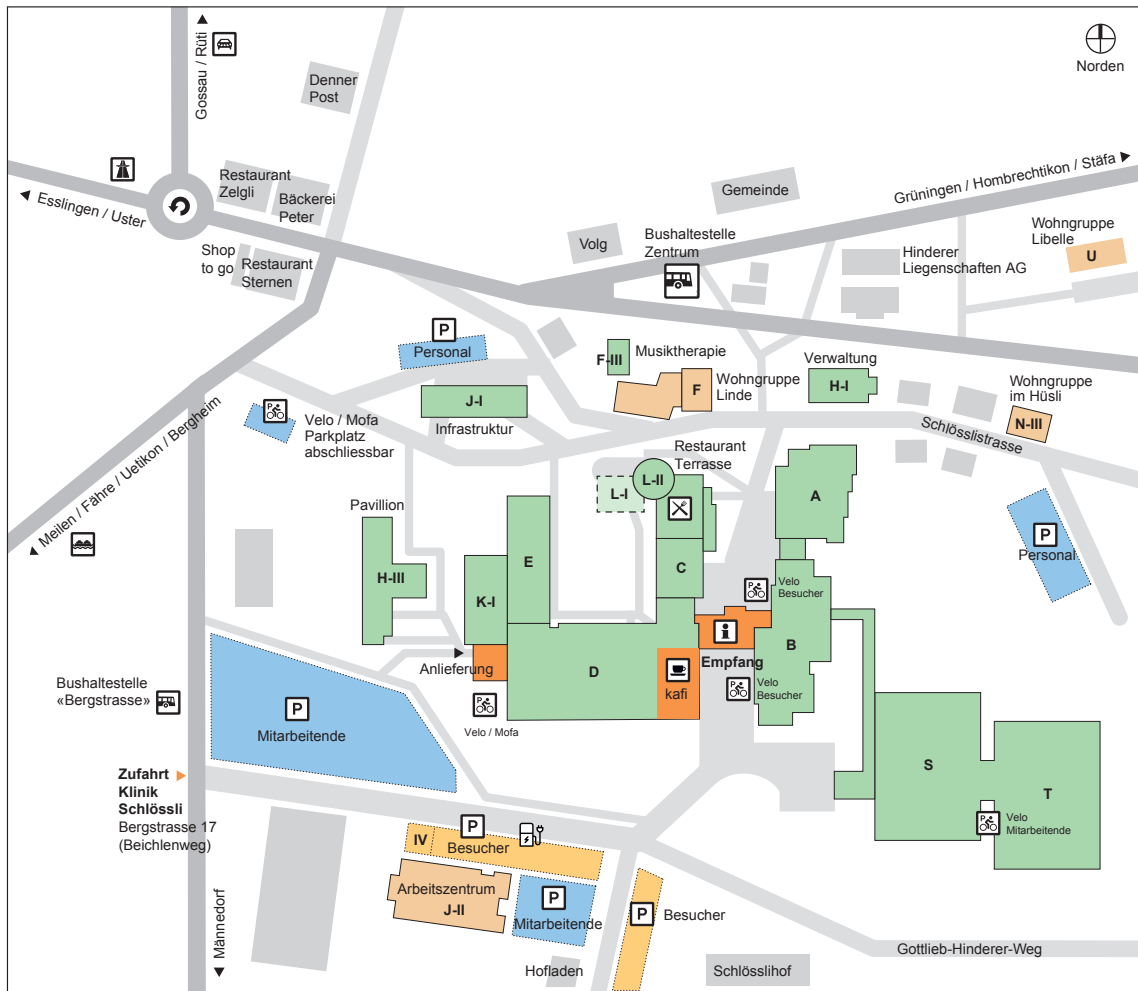 Gossau / Rüti
Norden
Denner
Post
Restaurant
Zelgli
Bäckerei
Peter
Esslingen / Uster
Shop
to go
Restaurant
Sternen
Gemeinde
Grüningen / Hombrechtikon / Stäfa
Volg
Bushaltestelle
Zentrum
Hinderer
Liegenschaften AG
Wohngruppe
Libelle
U
P
Personal
F-III
Musiktherapie
F
Wohngruppe
Linde
Verwaltung
H-I
Wohngruppe
im Hüsli
N-III
J-I
Infrastruktur
P
Velo / Mofa
Parkplatz
abschliessbar
Schlösslistrasse
Meilen / Fähre / Uetikon / Bergheim
Restaurant
Terrasse
L-I
L-II
A
Pavillion
P
Personal
H-III
K-I
E
C
P
Velo
Besucher
B
Empfang
Anlieferung
D
kafi
P
Velo
Besucher
P
Velo / Mofa
Bushaltestelle
«Bergstrasse»
P
Mitarbeitende
S
T
P
Velo
Mitarbeitende
Zufahrt
Klinik
Schlössli
Bergstrasse 17
(Beichlenweg)
IV
P
Besucher
Arbeitszentrum
J-II
P
Mitarbeitende
P
Besucher
Männedorf
Hofladen
Schlösslihof
Gottlieb-Hinderer-Weg